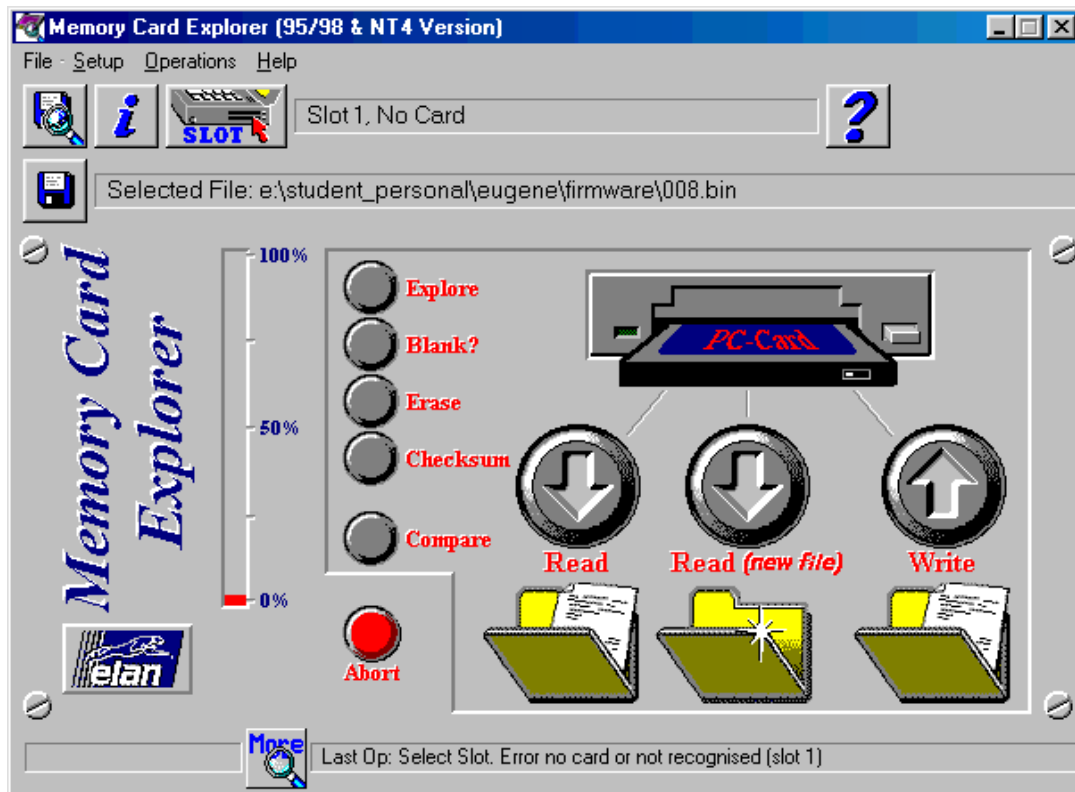 Memory Card Explorer (95/98 & NT4 Version)
File Setup Operations Help
SLOT
Slot 1, No Card
Selected File: e:\student_personal\eugene\firmware\008.bin
Memory Card
Explorer
100%
50%
0%
Explore
Blank?
Erase
Checksum
Compare
Abort
PC-Card
Read
Read (new file)
Write
elan
More
Last Op: Select Slot. Error no card or not recognised (slot 1)